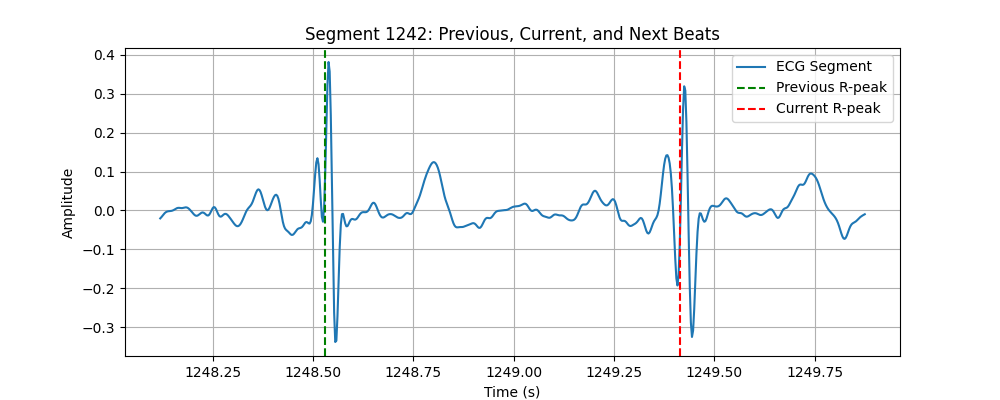 Segment 1242: Previous, Current, and Next Beats
ECG Segment
Previous R-peak
Current R-peak
Amplitude
0.4
0.3
0.2
0.1
0.0
−0.1
−0.2
−0.3
1248.25 1248.50 1248.75 1249.00 1249.25 1249.50 1249.75
Time (s)